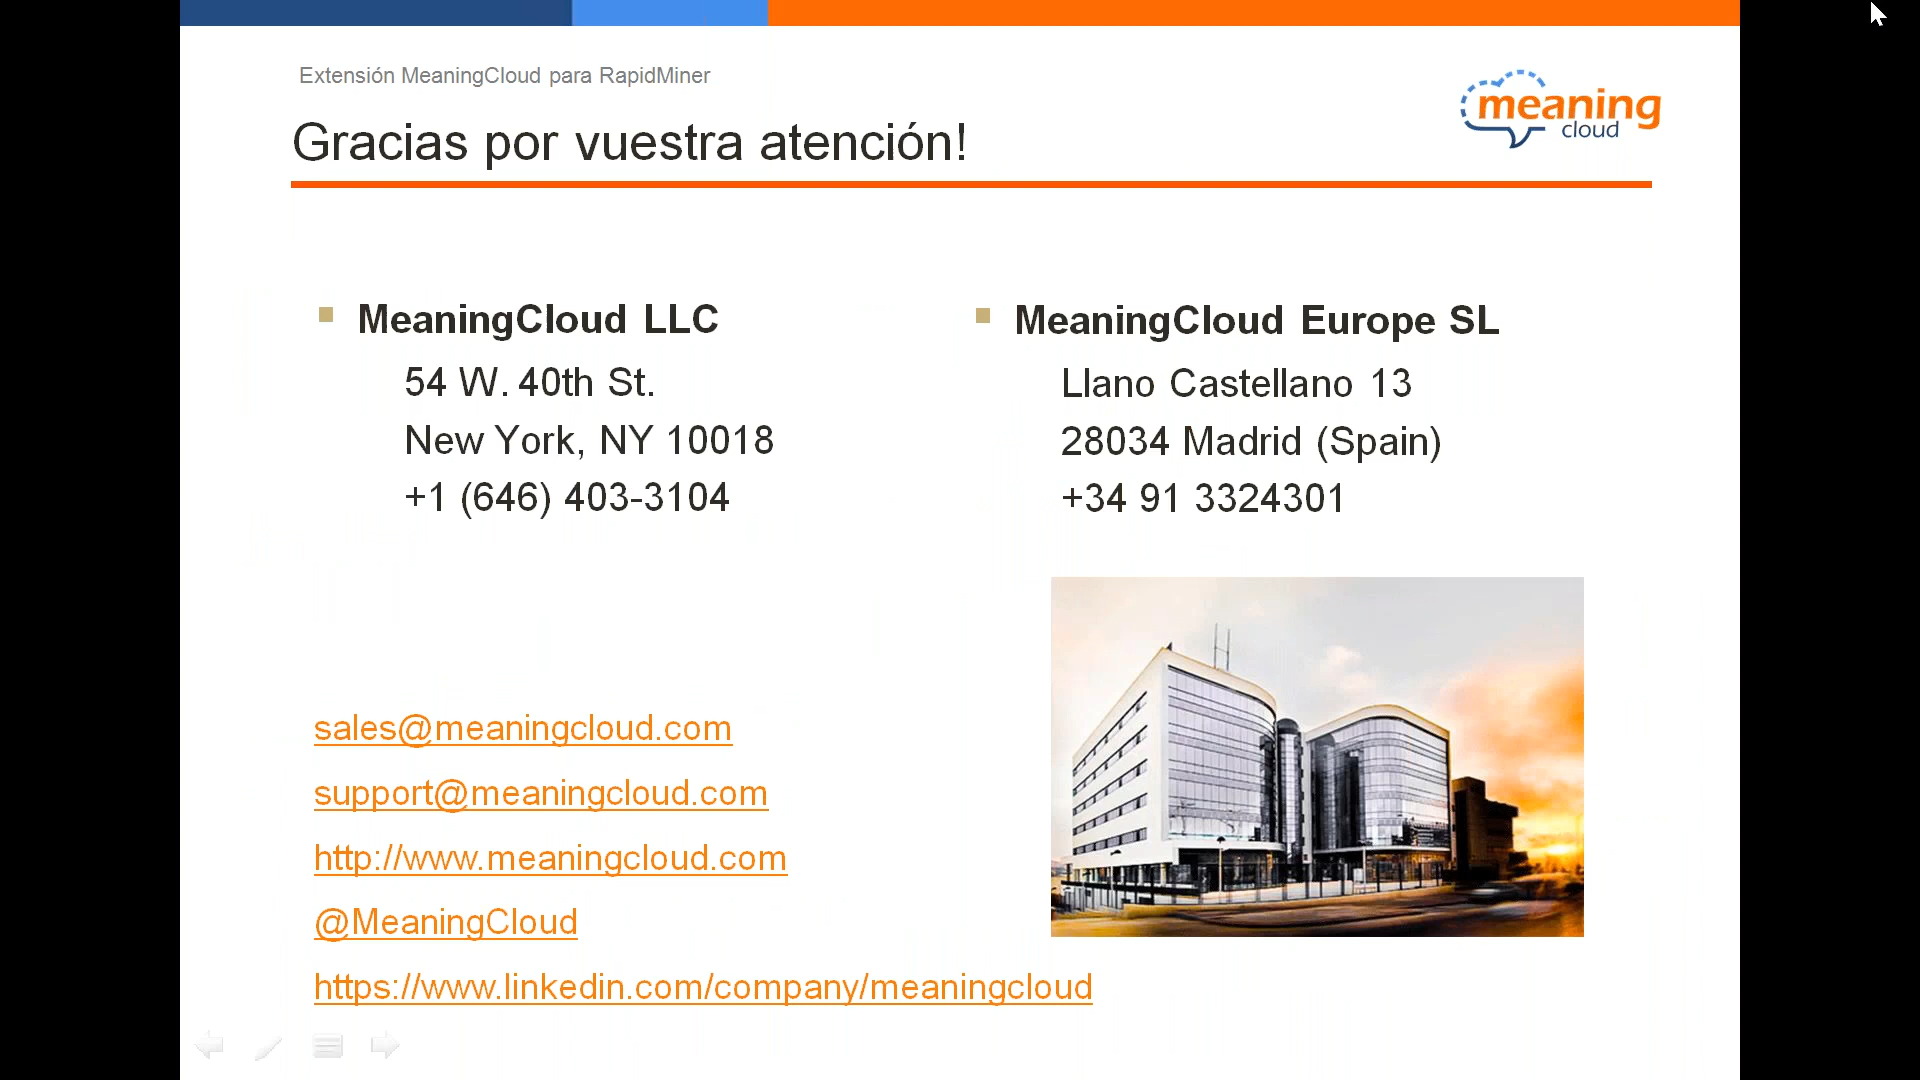 Extensión MeaningCloud para RapidMiner
Gracias por vuestra atención!
meaning
cloud
MeaningCloud LLC
54 W. 40th St.
New York, NY 10018
+1 (646) 403-3104
MeaningCloud Europe SL
Llano Castellano 13
28034 Madrid (Spain)
+34 91 3324301
sales@meaningcloud.com
support@meaningcloud.com
http://www.meaningcloud.com
@MeaningCloud
https://www.linkedin.com/company/meaningcloud